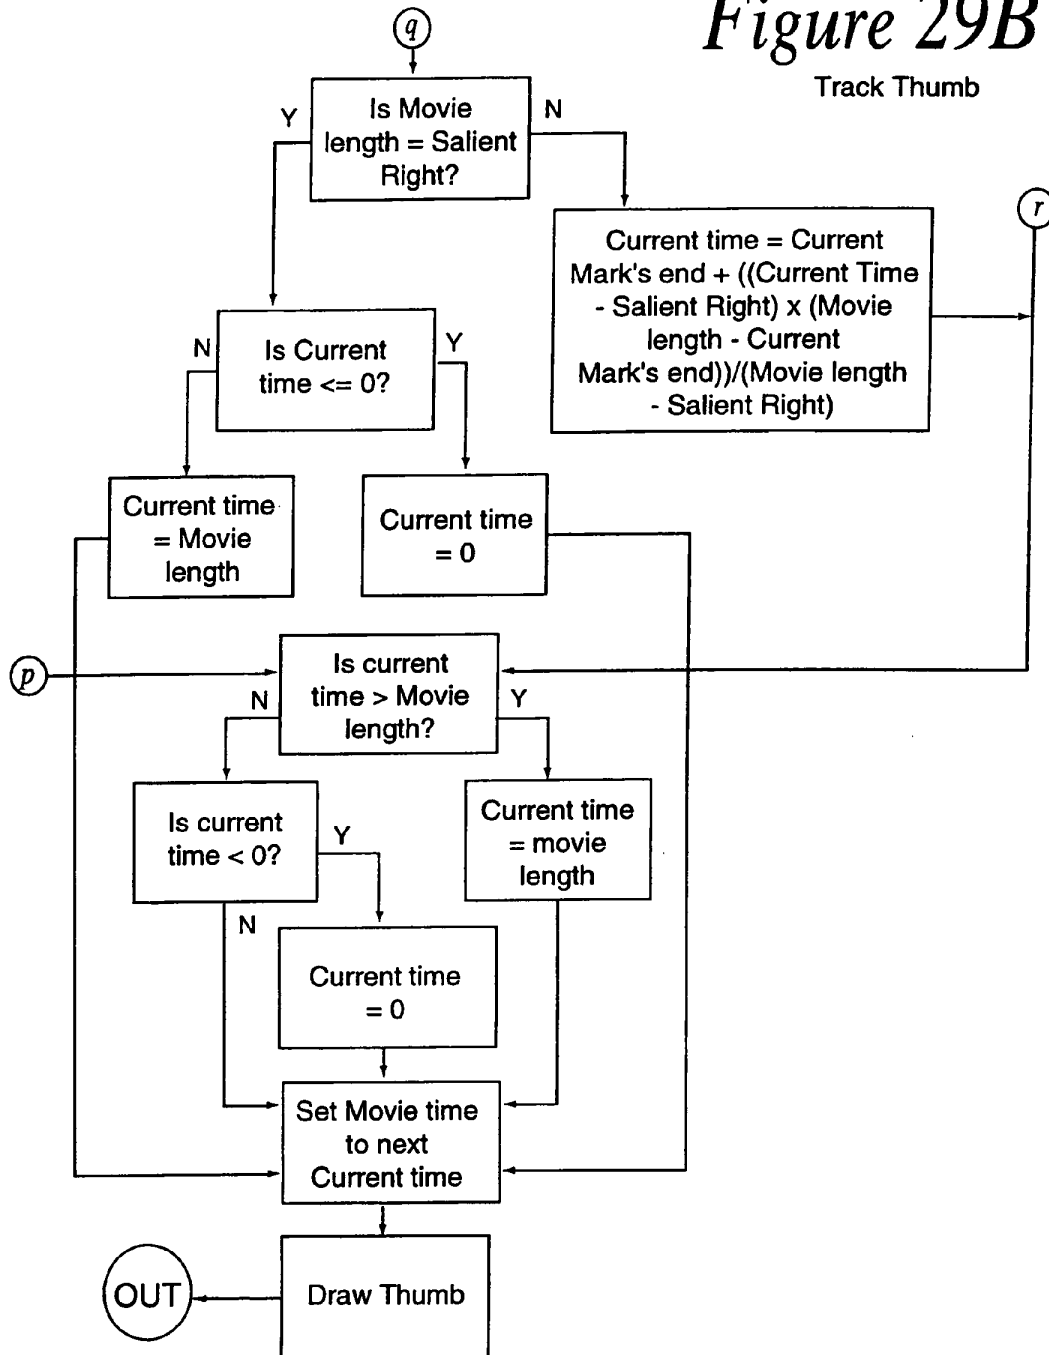 Figure 29B
Track Thumb
q
Y
Is Movie
length = Salient
Right?
N
r
Current time = Current
Mark's end + ((Current Time
- Salient Right) x (Movie
length - Current
Mark's end))/(Movie length
- Salient Right)
N
Is Current
time <= 0?
Y
Current time
= Movie
length
Current time
= 0
p
Is current
time > Movie
length?
N
Y
Is current
time < 0?
Y
N
Current time
= movie
length
Current time
= 0
Set Movie time
to next
Current time
OUT
Draw Thumb